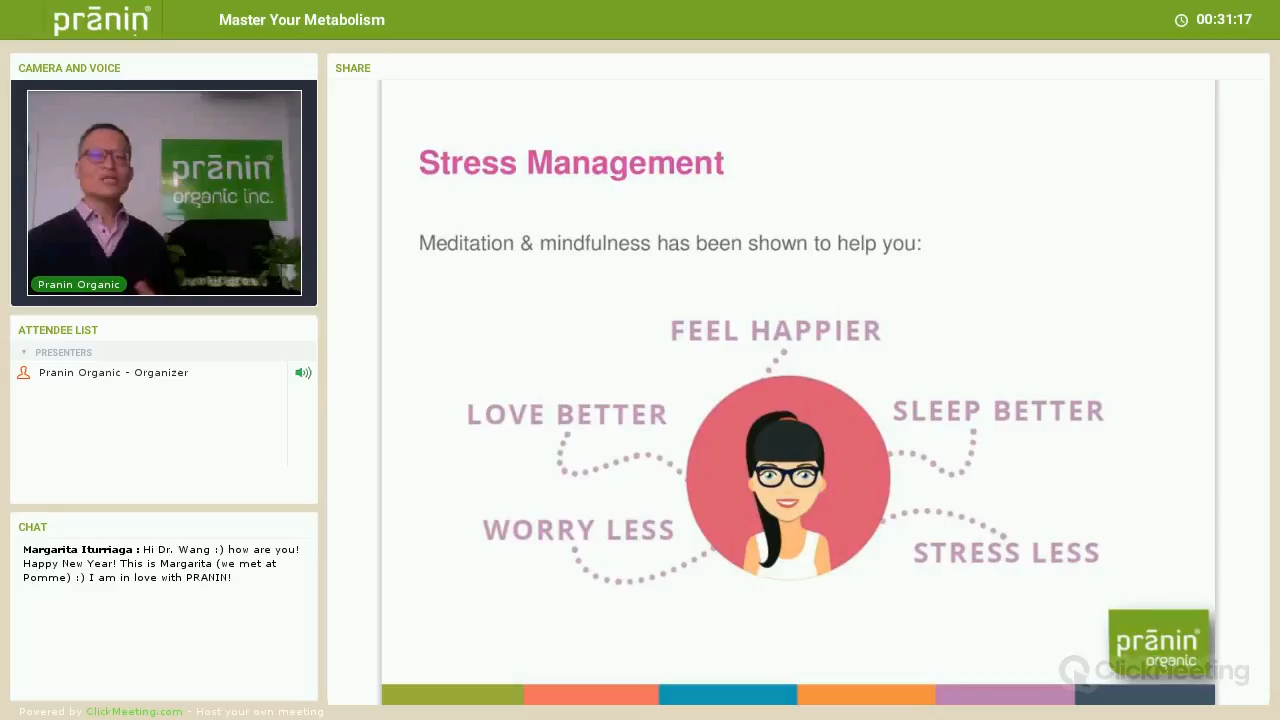 prānin®
Master Your Metabolism
00:31:17
CAMERA AND VOICE
prānin®
organic inc.
Pranin Organic
ATTENDEE LIST
PRESENTERS
Pranin Organic - Organizer
CHAT
Margarita Iturriaga : Hi Dr. Wang :) how are you!
Happy New Year! This is Margarita (we met at
Pomme) :) I am in love with PRANIN!
SHARE
Stress Management
Meditation & mindfulness has been shown to help you:
FEEL HAPPIER
LOVE BETTER
SLEEP BETTER
WORRY LESS
STRESS LESS
prānin®
organic
ClickMeeting
Powered by ClickMeeting.com - Host your own meeting